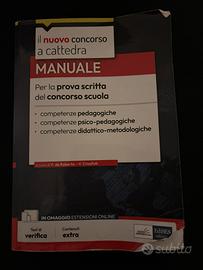 il nuovo concorso
a cattedra
MANUALE
Per la prova scritta
del concorso scuola
• competenze pedagogiche
• competenze psico-pedagogiche
• competenze didattico-metodologiche
IN OMAGGIO ESTENSIONI ONLINE
Test di
verifica
Contenuti
extra
EdiSES
Subito